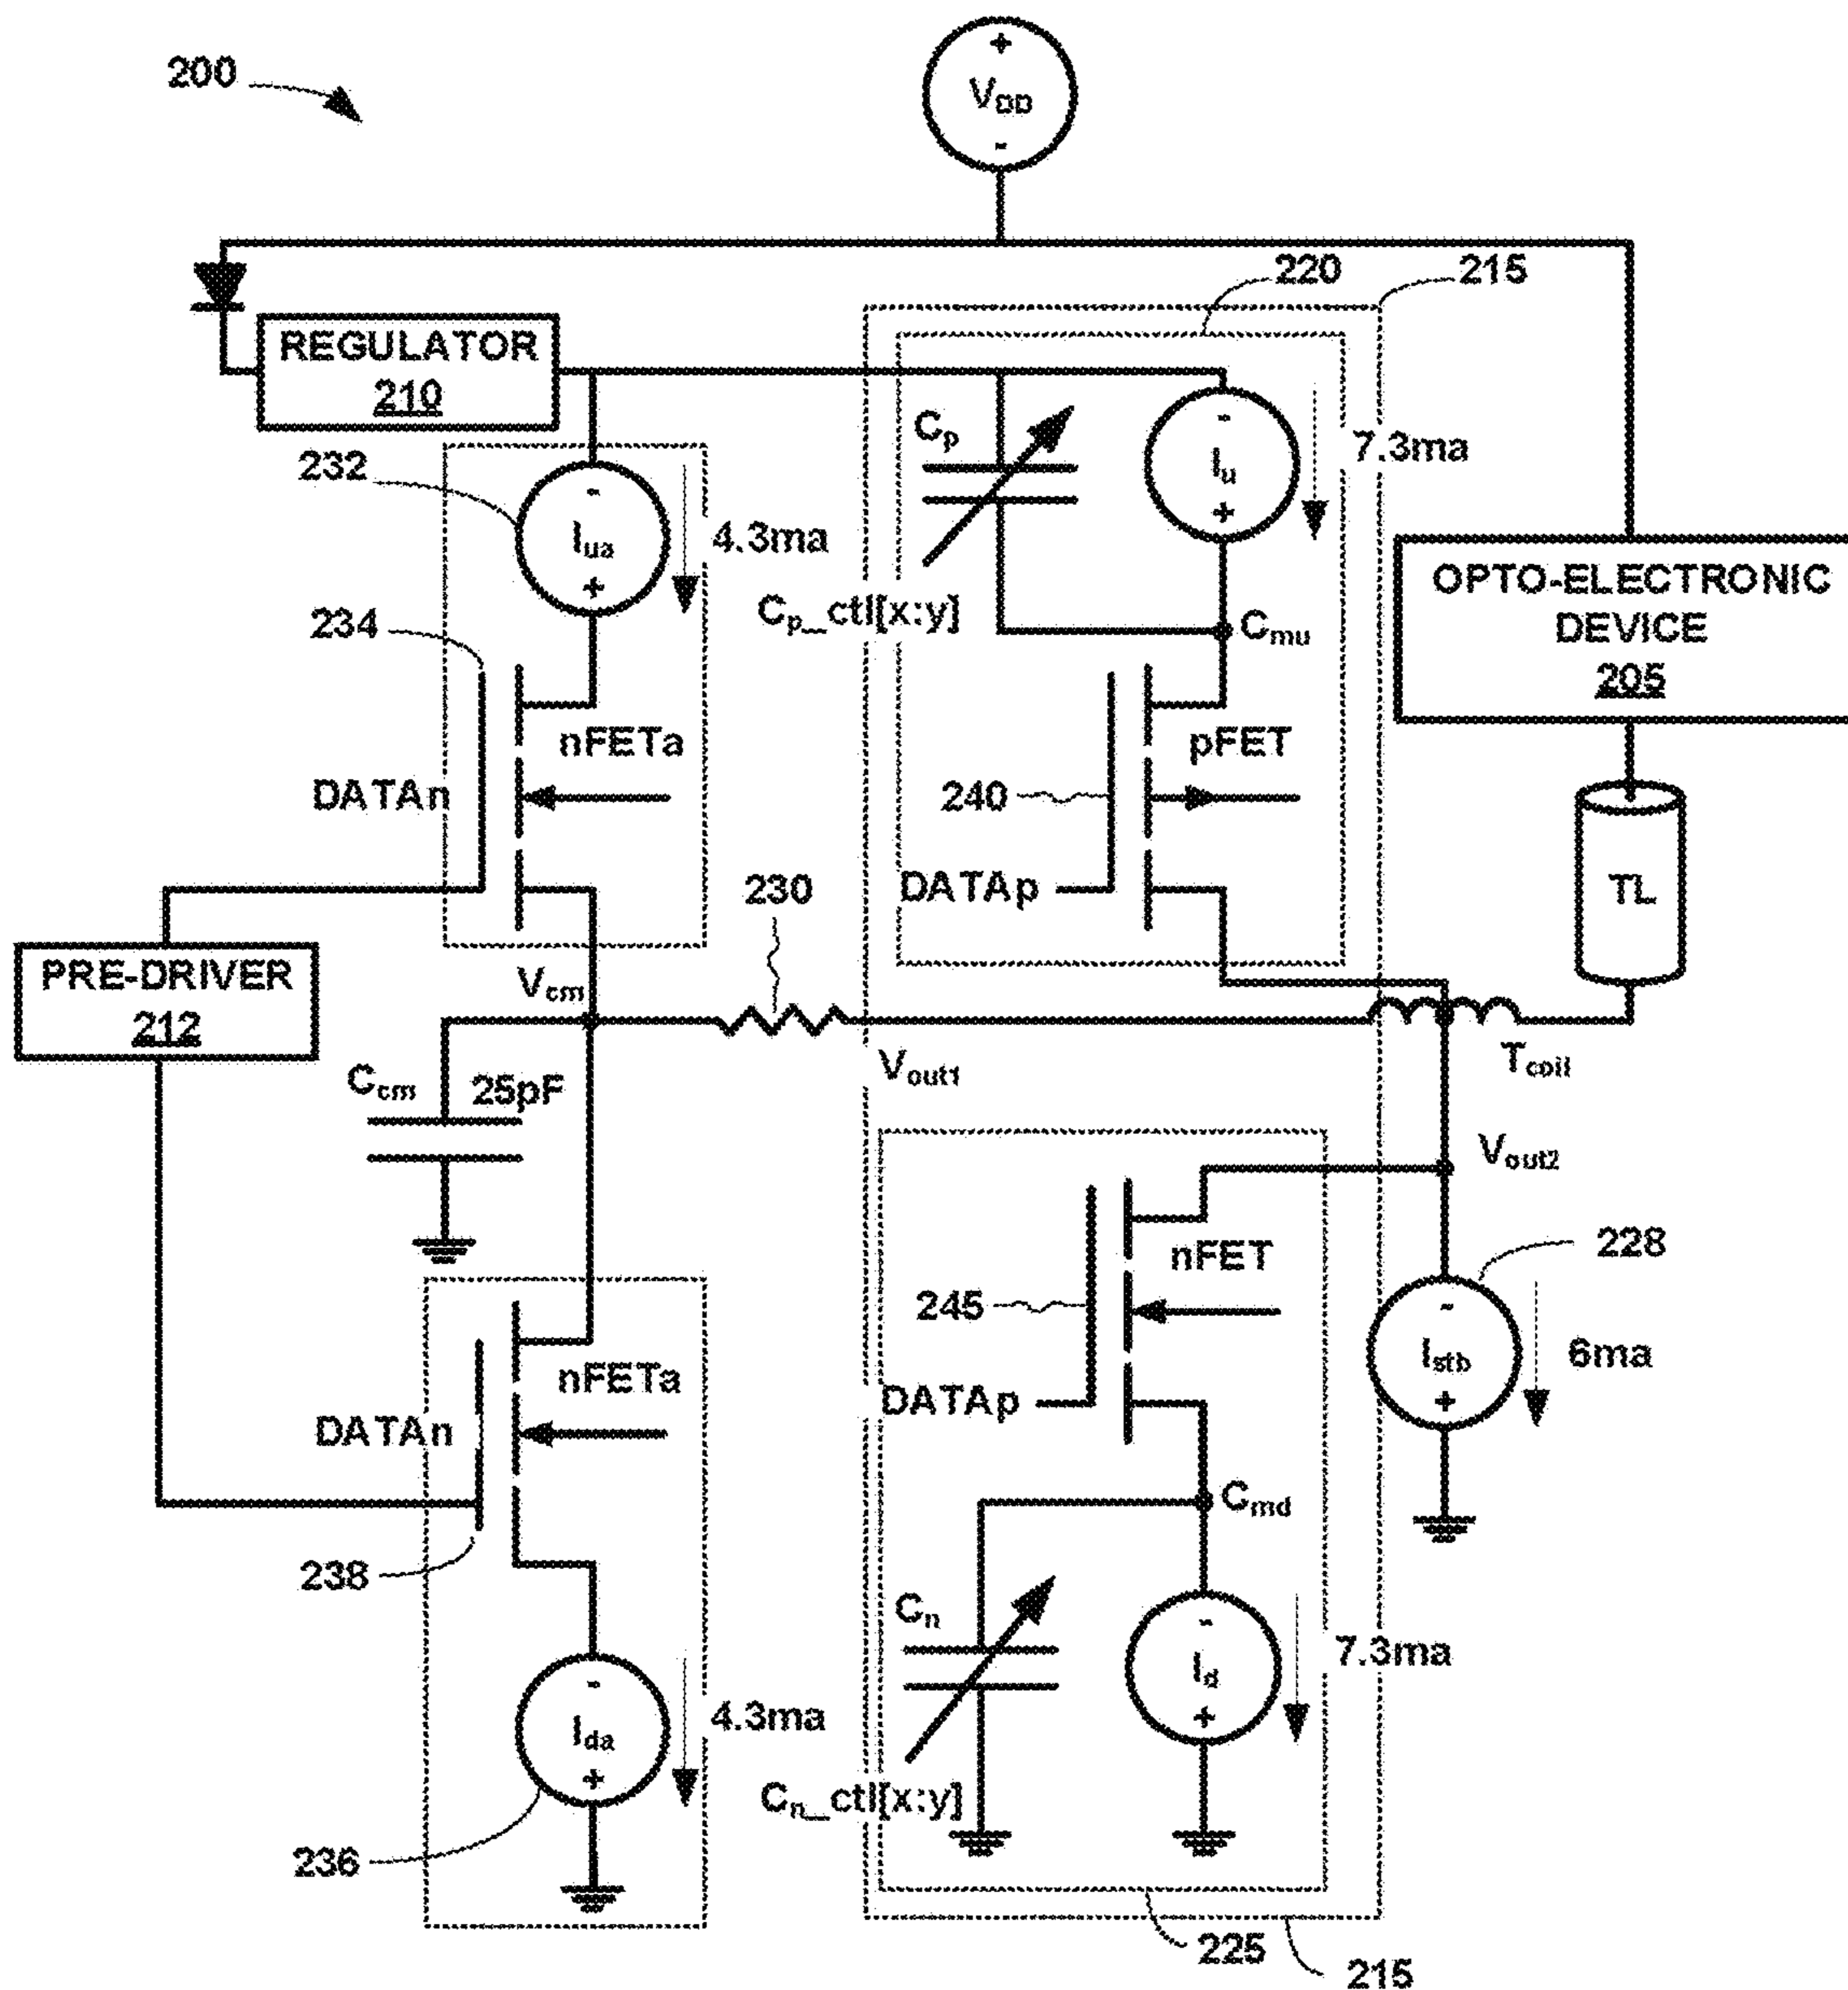 200
+
VDD
-
220
215
REGULATOR
210
232
-
Iua
+
4.3ma
Cp
-
Iu
+
7.3ma
Cp_ctl[x:y]
Cmu
OPTO-ELECTRONIC
DEVICE
205
234
nFETa
DATAn
pFET
240
DATAp
TL
230
PRE-DRIVER
212
Vcm
Vout1
Tcoil
Ccm
25pF
Vout2
228
nFET
245
DATAp
-
Istb
+
6ma
nFETa
DATAn
Cmd
238
Cn
-
Id
+
7.3ma
-
Ida
+
4.3ma
Cn_ctl[x:y]
236
225
215